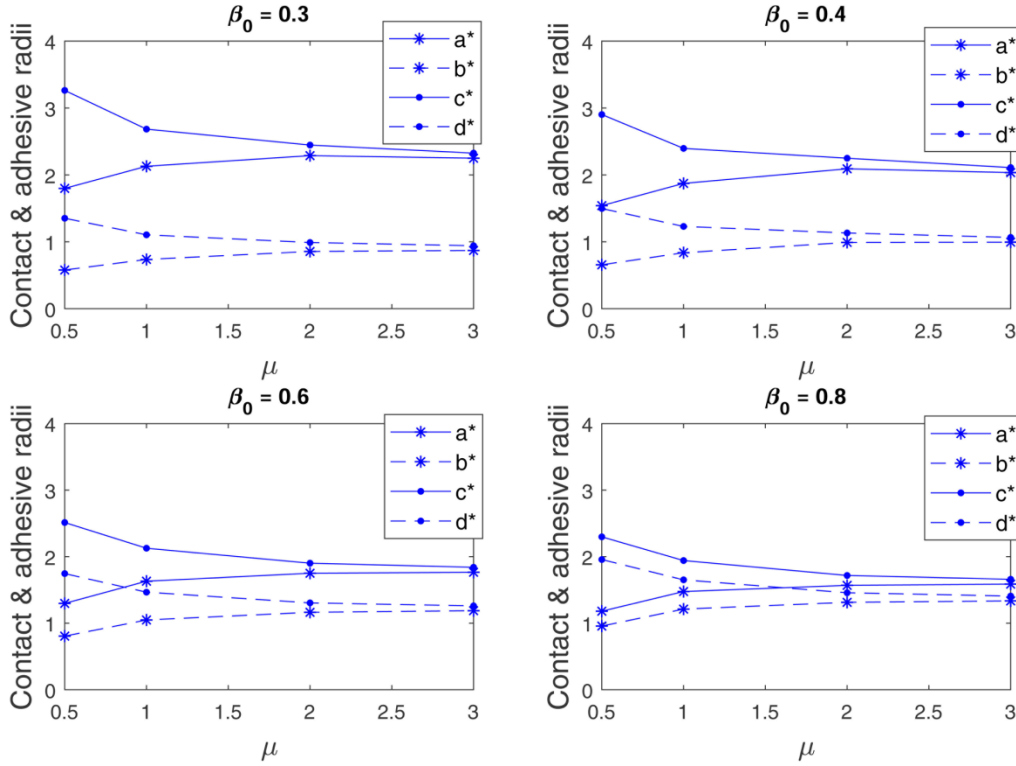 β₀ = 0.3
Contact & adhesive radii
4
3
2
1
0
0.5 1 1.5 2 2.5 3
μ
a*
b*
c*
d*
β₀ = 0.4
Contact & adhesive radii
4
3
2
1
0
0.5 1 1.5 2 2.5 3
μ
a*
b*
c*
d*
β₀ = 0.6
Contact & adhesive radii
4
3
2
1
0
0.5 1 1.5 2 2.5 3
μ
a*
b*
c*
d*
β₀ = 0.8
Contact & adhesive radii
4
3
2
1
0
0.5 1 1.5 2 2.5 3
μ
a*
b*
c*
d*